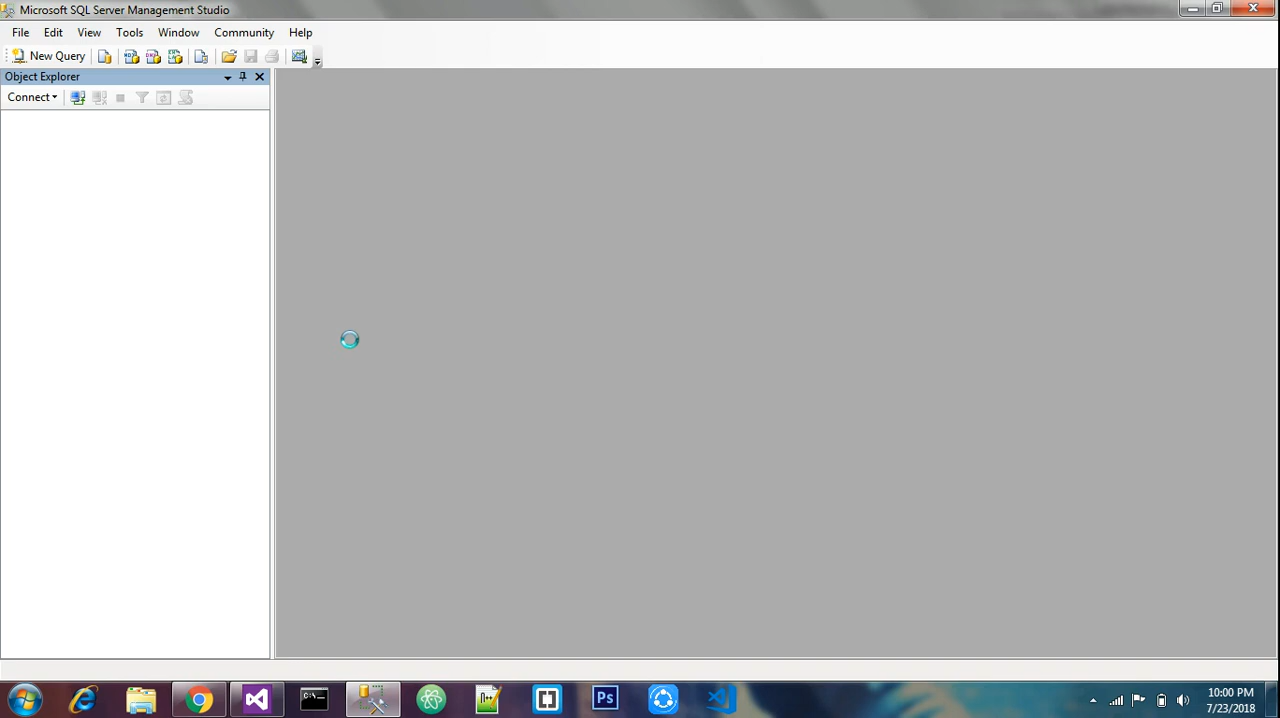 Microsoft SQL Server Management Studio
File Edit View Tools Window Community Help
New Query
Object Explorer
Connect
C:\_
Ps
10:00 PM
7/23/2018